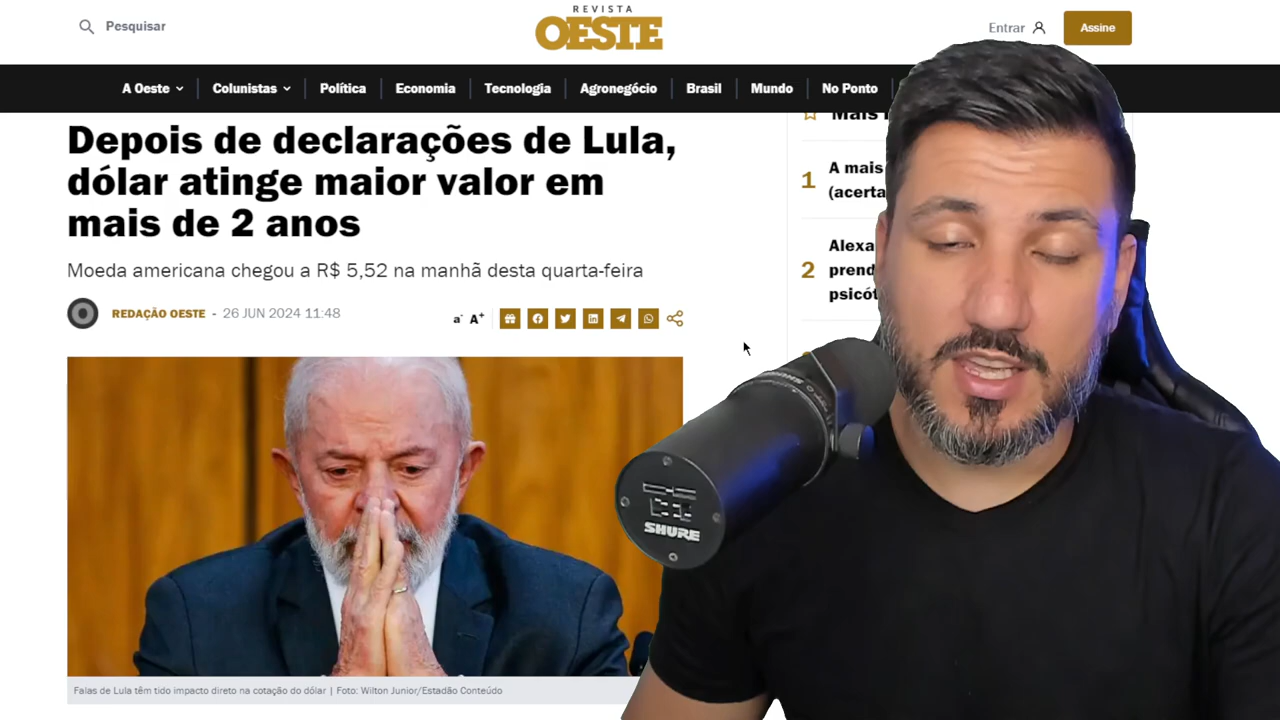 Pesquisar
REVISTA
OESTE
Entrar
Assine
A Oeste
Colunistas
Política
Economia
Tecnologia
Agronegócio
Brasil
Mundo
No Ponto
Depois de declarações de Lula,
dólar atinge maior valor em
mais de 2 anos
Moeda americana chegou a R$ 5,52 na manhã desta quarta-feira
REDAÇÃO OESTE - 26 JUN 2024 11:48
a- A+
Falas de Lula têm tido impacto direto na cotação do dólar | Foto: Wilton Junior/Estadão Conteúdo
Mais
1
A mais
(acerta
2
Alexa
prend
psicót
SHURE